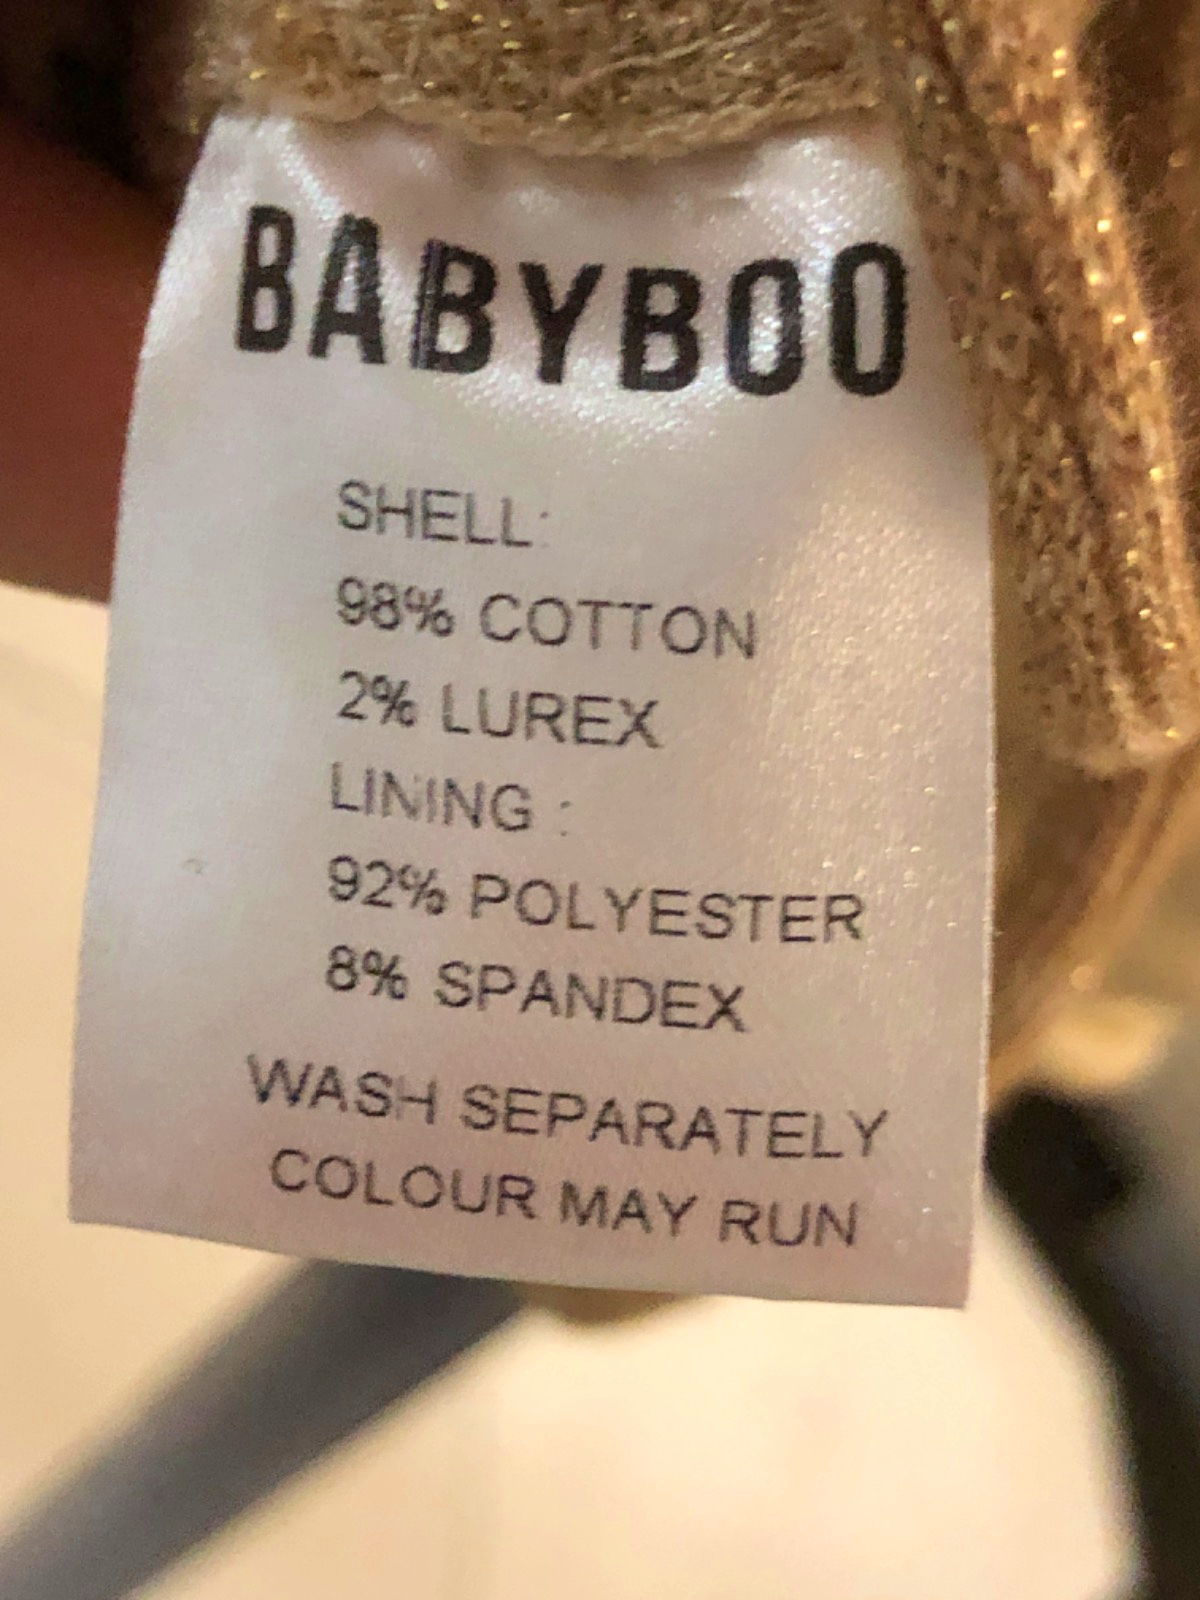 BABYBOO
SHELL:
98% COTTON
2% LUREX
LINING :
92% POLYESTER
8% SPANDEX
WASH SEPARATELY
COLOUR MAY RUN